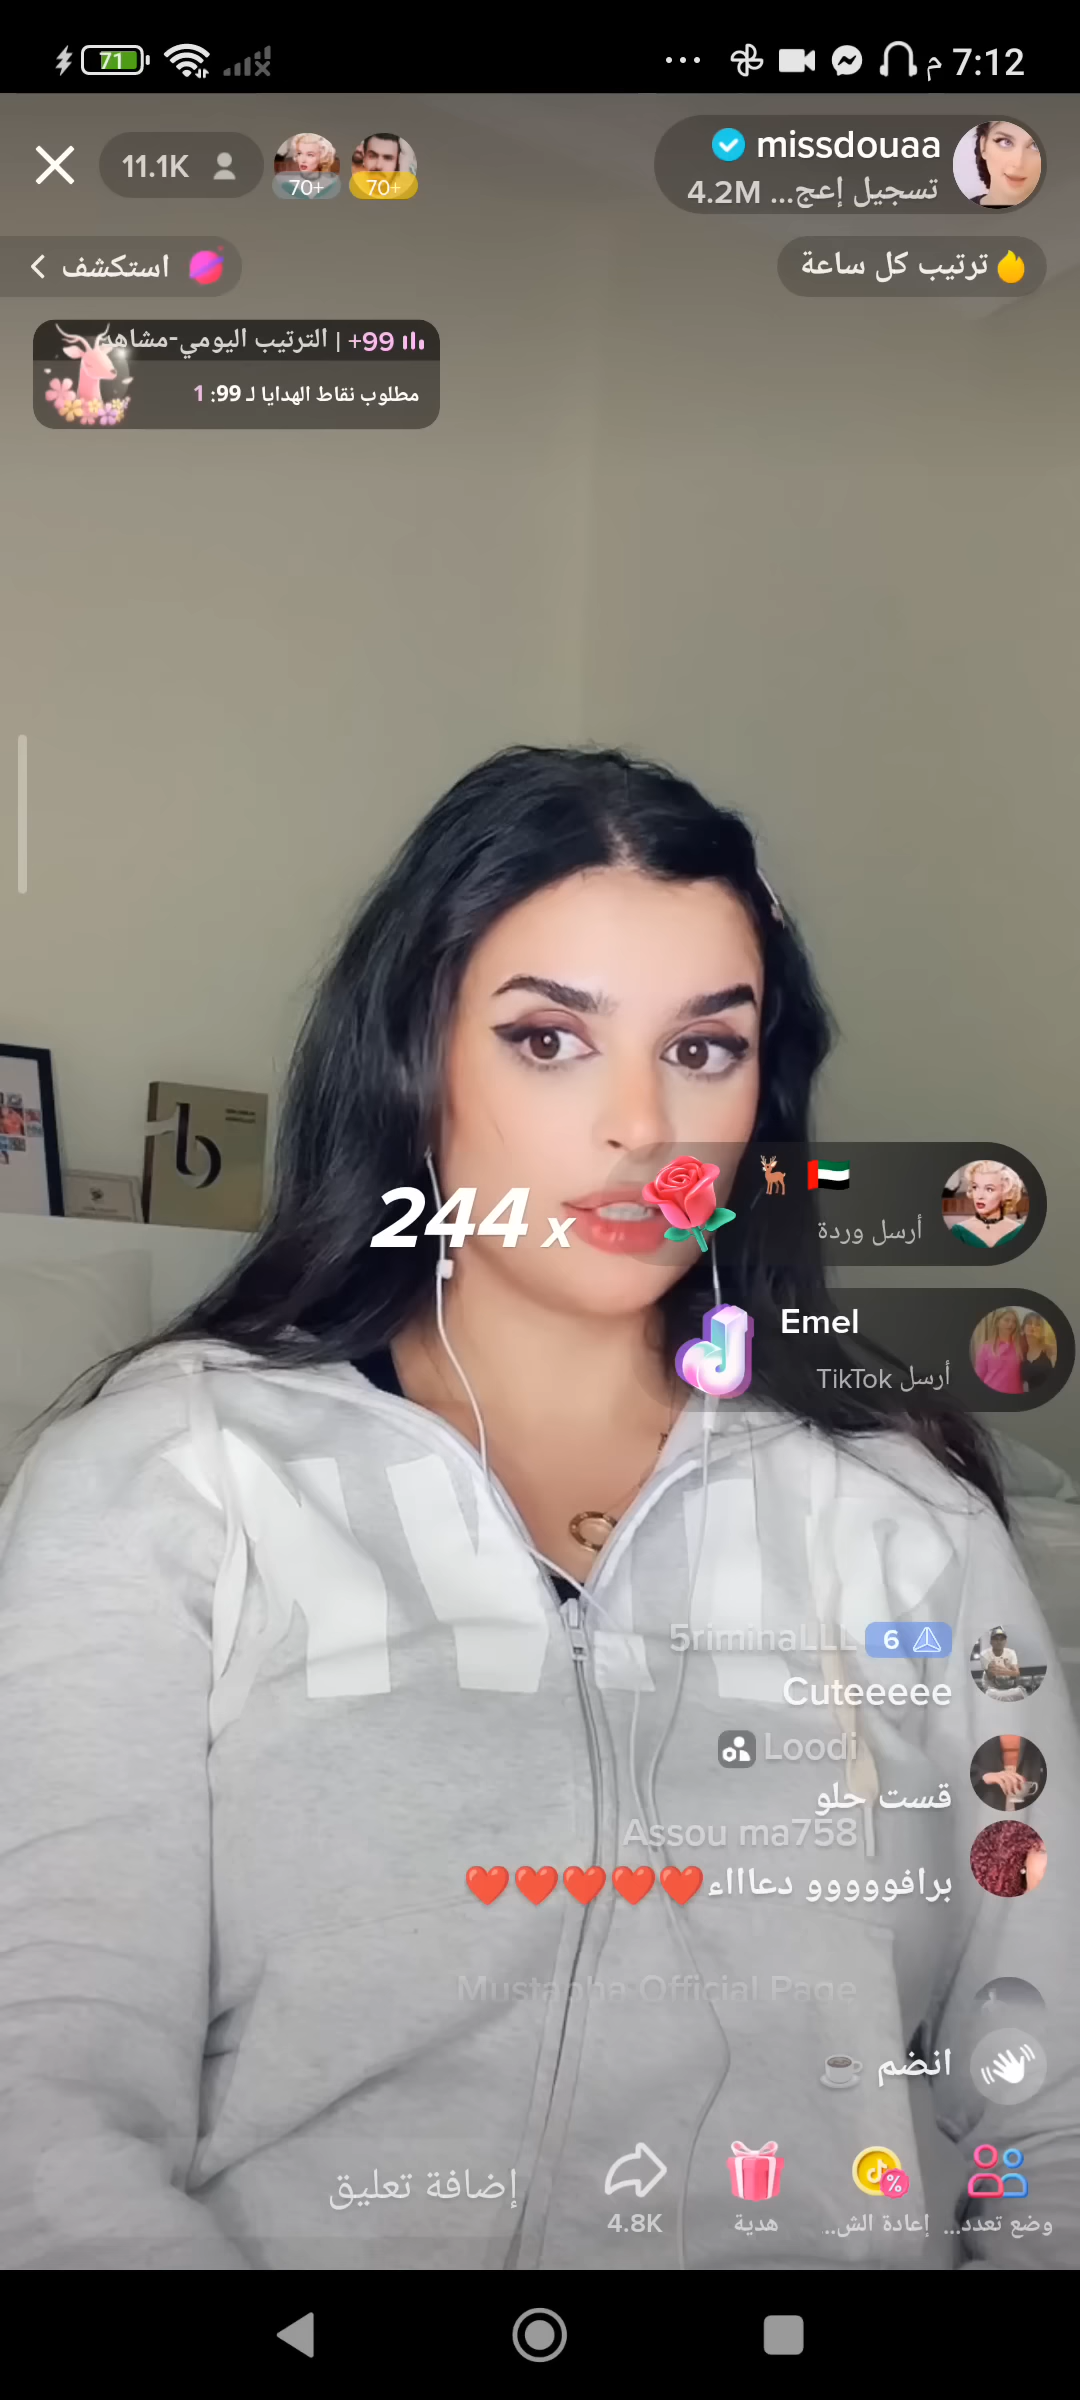 71
م 7:12
11.1K
70+
70+
missdouaa
4.2M تسجيل إعج...
استكشف
ترتيب كل ساعة
99+ | الترتيب اليومي-مشاهد
مطلوب نقاط الهدايا لـ 99: 1
b
أرسل وردة
244 x
Emel
أرسل TikTok
5riminaLLL 6
Cuteeeee
Loodi
قست حلو
Assou ma758
برافووووو دعاااء❤️❤️❤️❤️❤️
Mustapha Official Page
انضم ☕
إضافة تعليق
4.8K
هدية
إعادة الش..
وضع تعدد...